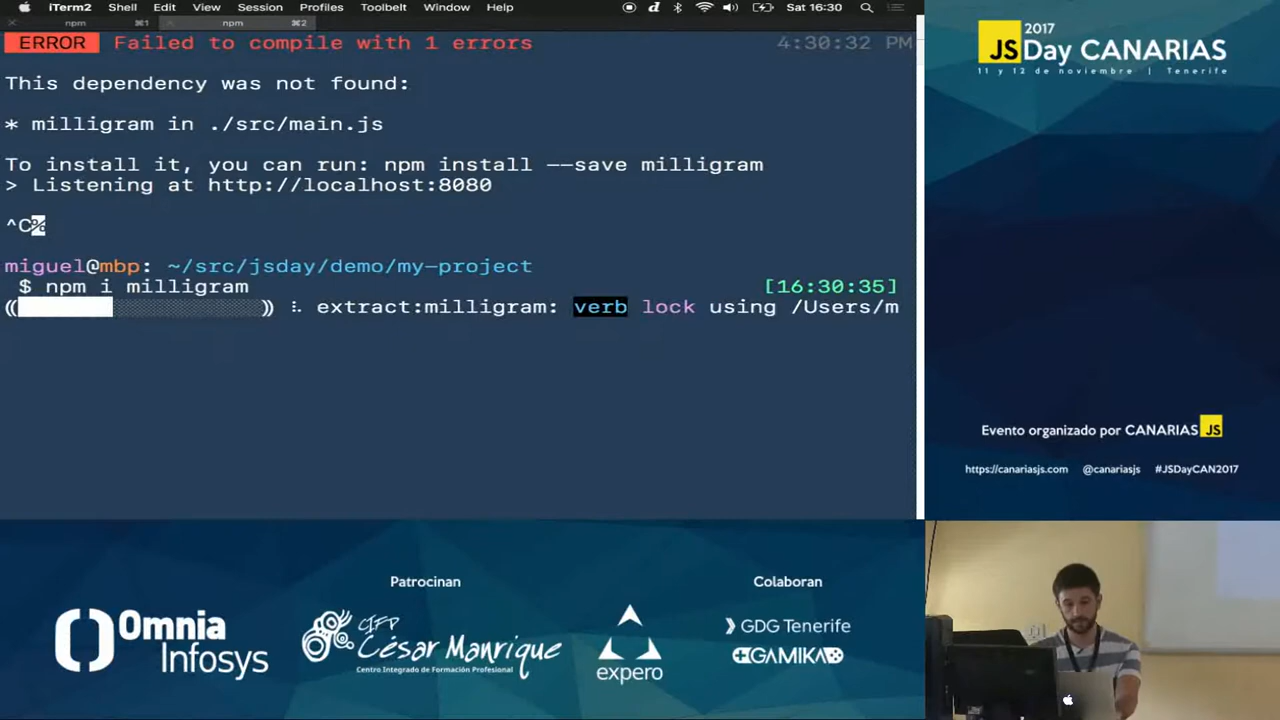 iTerm2 Shell Edit View Session Profiles Toolbelt Window Help Sat 16:30
npm ⌘1 npm ⌘2
ERROR Failed to compile with 1 errors 4:30:32 PM
This dependency was not found:
* milligram in ./src/main.js
To install it, you can run: npm install --save milligram
> Listening at http://localhost:8080
^C%
miguel@mbp: ~/src/jsday/demo/my-project
$ npm i milligram [16:30:35]
(( )) ⠧ extract:milligram: verb lock using /Users/m
2017
JSDay CANARIAS
11 y 12 de noviembre | Tenerife
Evento organizado por CANARIAS JS
https://canariasjs.com @canariasjs #JSDayCAN2017
Patrocinan
Colaboran
Omnia
Infosys
CIFP
César Manrique
Centro Integrado de Formación Profesional
expero
GDG Tenerife
GAMIKA